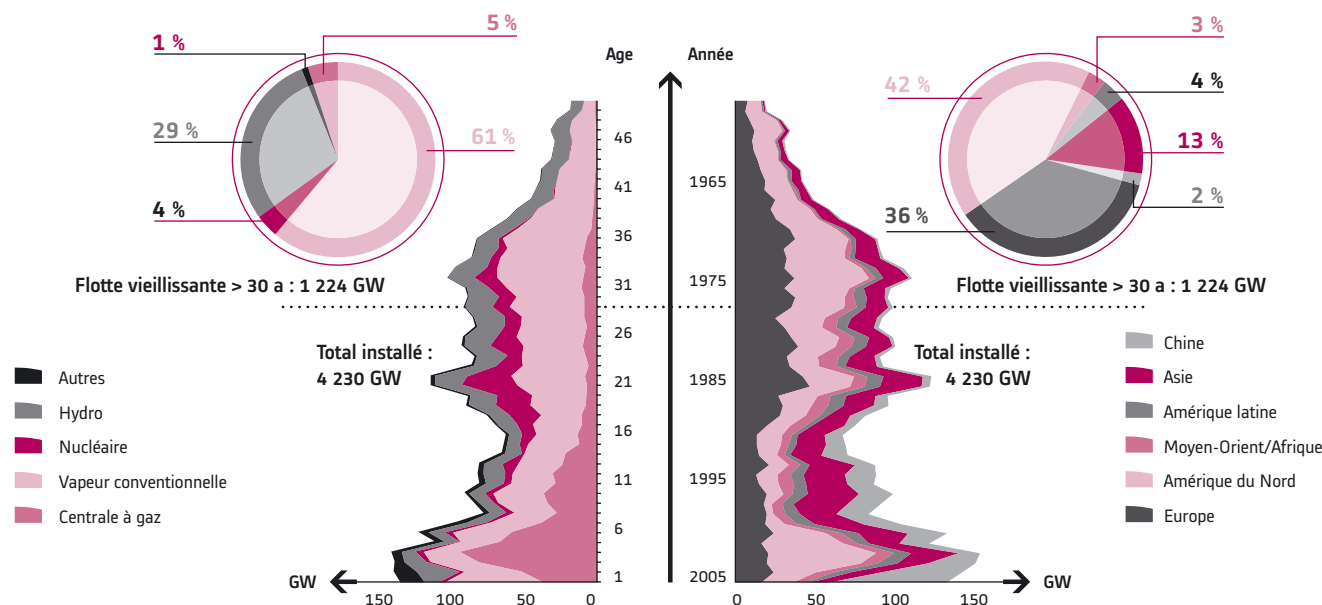 5 %
1 %
29 %
61 %
4 %
Flotte vieillissante > 30 a : 1 224 GW
Total installé :
4 230 GW
Autres
Hydro
Nucléaire
Vapeur conventionnelle
Centrale à gaz
Age
46
41
36
31
26
21
16
11
6
1
GW
150
100
50
0
Année
1965
1975
1985
1995
2005
0
50
100
150
GW
3 %
42 %
4 %
13 %
2 %
36 %
Flotte vieillissante > 30 a : 1 224 GW
Total installé :
4 230 GW
Chine
Asie
Amérique latine
Moyen-Orient/Afrique
Amérique du Nord
Europe